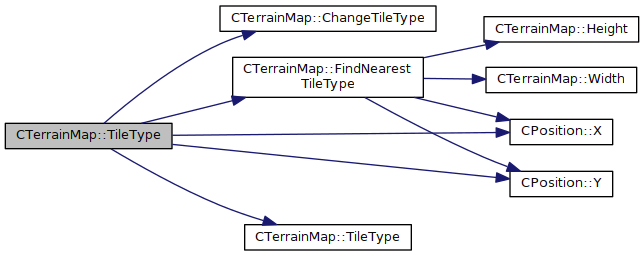 CTerrainMap::TileType
CTerrainMap::ChangeTileType
CTerrainMap::FindNearest
TileType
CTerrainMap::Height
CTerrainMap::Width
CPosition::X
CPosition::Y
CTerrainMap::TileType